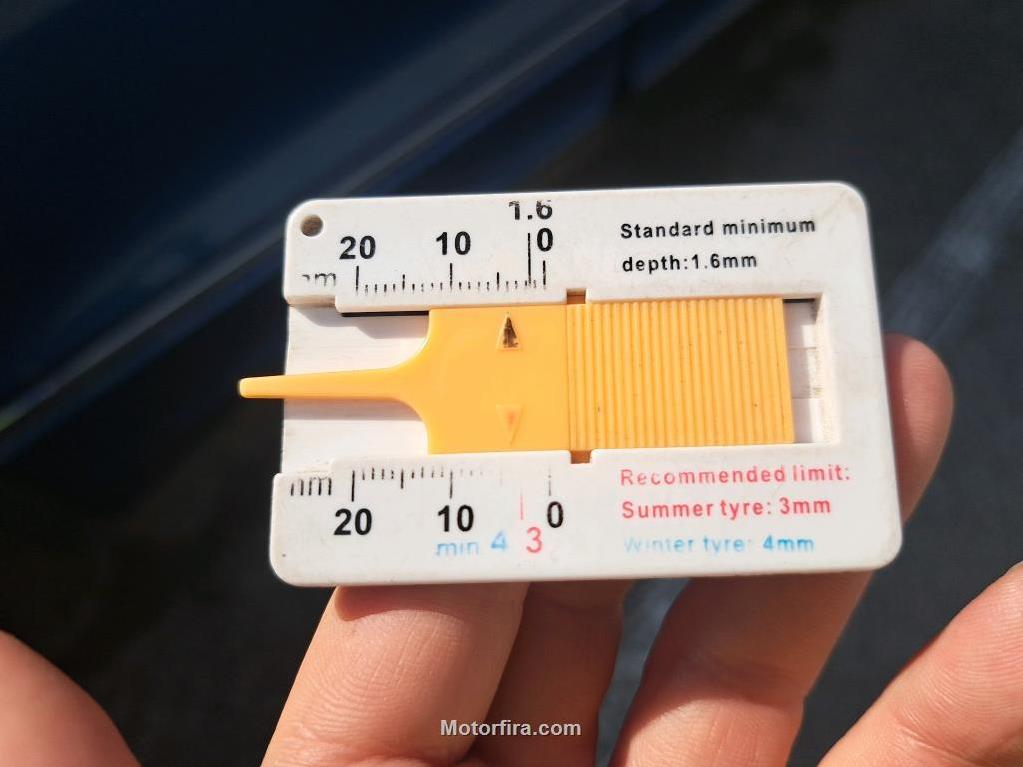 1.6
20 10 0
mm
Standard minimum
depth:1.6mm
mm
20 10 0
min 4 3
Recommended limit:
Summer tyre: 3mm
Winter tyre: 4mm
Motorfira.com